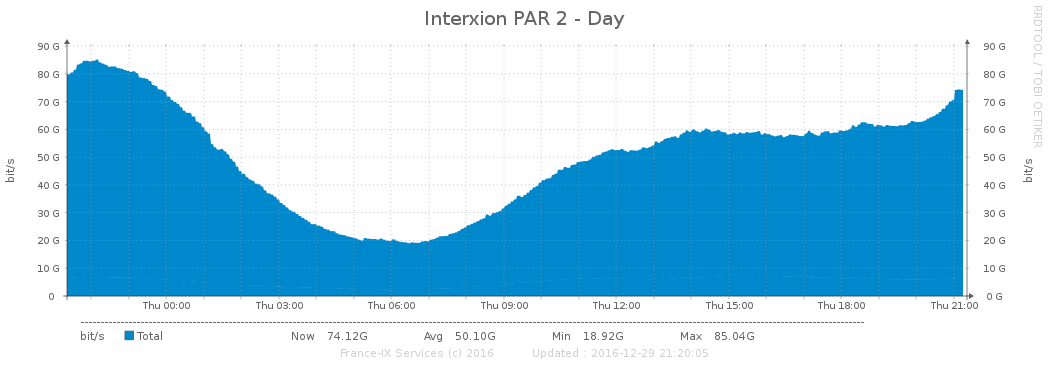 Interxion PAR 2 - Day
RRDTOOL / TOBI OETIKER
90 G 90 G
80 G 80 G
70 G 70 G
60 G 60 G
50 G 50 G
40 G 40 G
30 G 30 G
20 G 20 G
10 G 10 G
0 0 G
bit/s
bit/s
Thu 00:00 Thu 03:00 Thu 06:00 Thu 09:00 Thu 12:00 Thu 15:00 Thu 18:00 Thu 21:00
bit/s Total Now 74.12G Avg 50.10G Min 18.92G Max 85.04G
France-IX Services (c) 2016 Updated : 2016-12-29 21:20:05